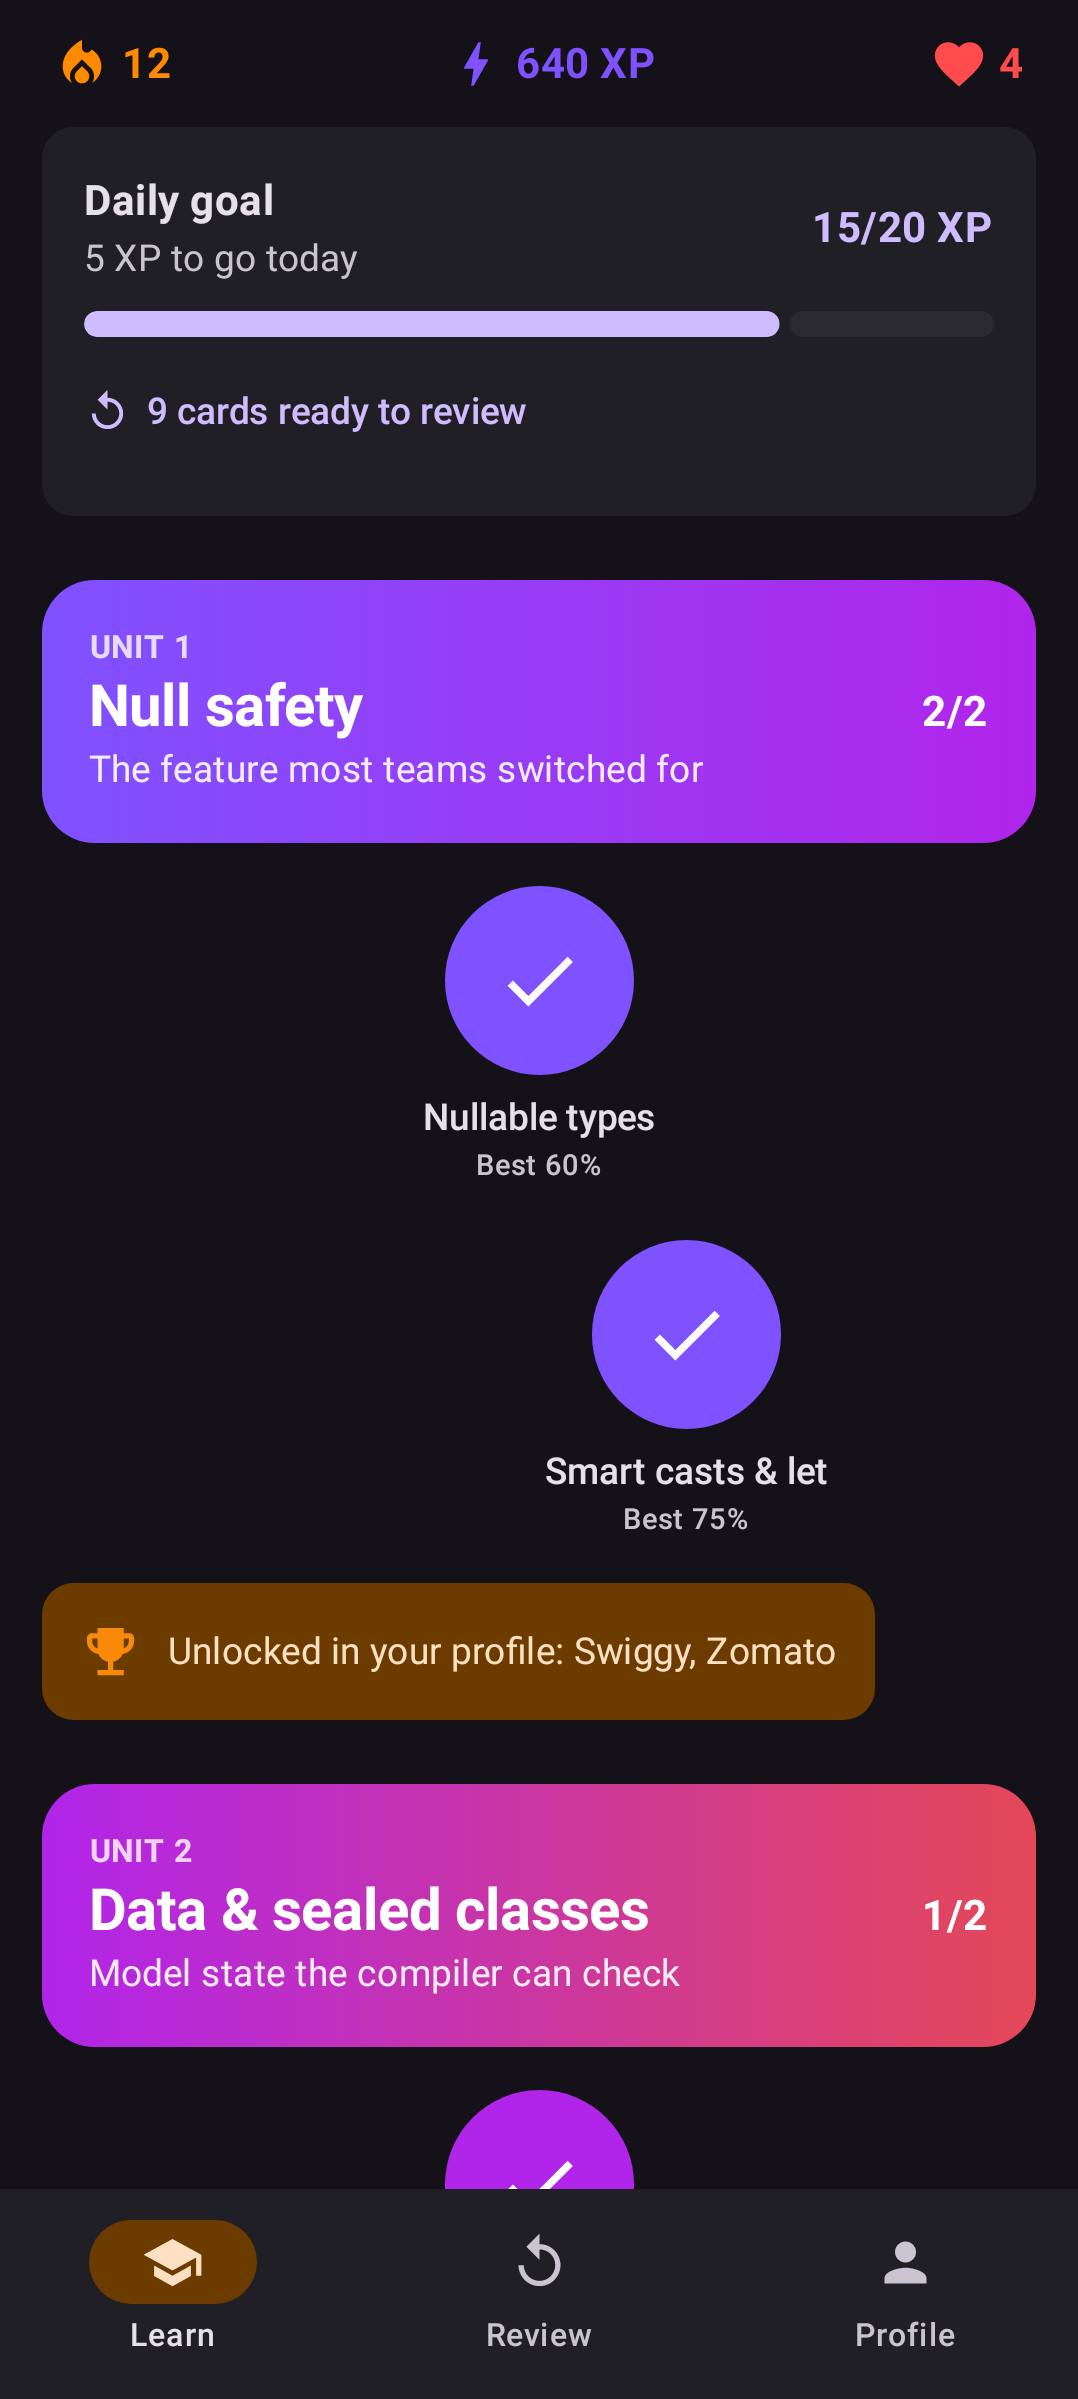 12
640 XP
4
Daily goal
15/20 XP
5 XP to go today
9 cards ready to review
UNIT 1
Null safety
2/2
The feature most teams switched for
Nullable types
Best 60%
Smart casts & let
Best 75%
Unlocked in your profile: Swiggy, Zomato
UNIT 2
Data & sealed classes
1/2
Model state the compiler can check
Learn
Review
Profile